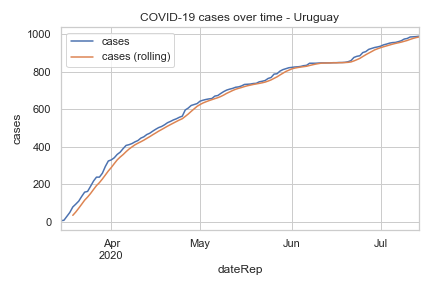 COVID-19 cases over time - Uruguay
cases
cases (rolling)
1000
800
600
400
200
0
cases
Apr
2020
May
Jun
Jul
dateRep